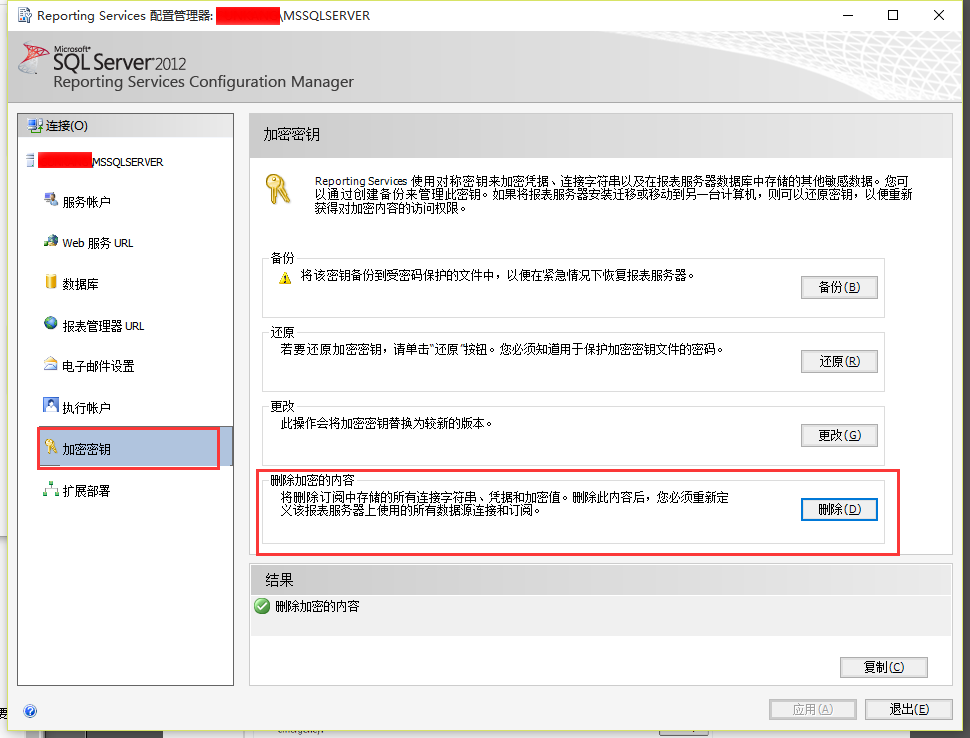 Reporting Services 配置管理器: \MSSQLSERVER
Microsoft®
SQL Server 2012
Reporting Services Configuration Manager
连接(O)
MSSQLSERVER
服务帐户
Web 服务 URL
数据库
报表管理器 URL
电子邮件设置
执行帐户
加密密钥
扩展部署
加密密钥
Reporting Services 使用对称密钥来加密凭据、连接字符串以及在报表服务器数据库中存储的其他敏感数据。您可
以通过创建备份来管理此密钥。如果将报表服务器安装迁移或移动到另一台计算机，则可以还原密钥，以便重新
获得对加密内容的访问权限。
备份
将该密钥备份到受密码保护的文件中，以便在紧急情况下恢复报表服务器。
备份(B)
还原
若要还原加密密钥，请单击“还原”按钮。您必须知道用于保护加密密钥文件的密码。
还原(R)
更改
此操作会将加密密钥替换为较新的版本。
更改(G)
删除加密的内容
将删除订阅中存储的所有连接字符串、凭据和加密值。删除此内容后，您必须重新定
义该报表服务器上使用的所有数据源连接和订阅。
删除(D)
结果
删除加密的内容
复制(C)
要
应用(A)
退出(E)